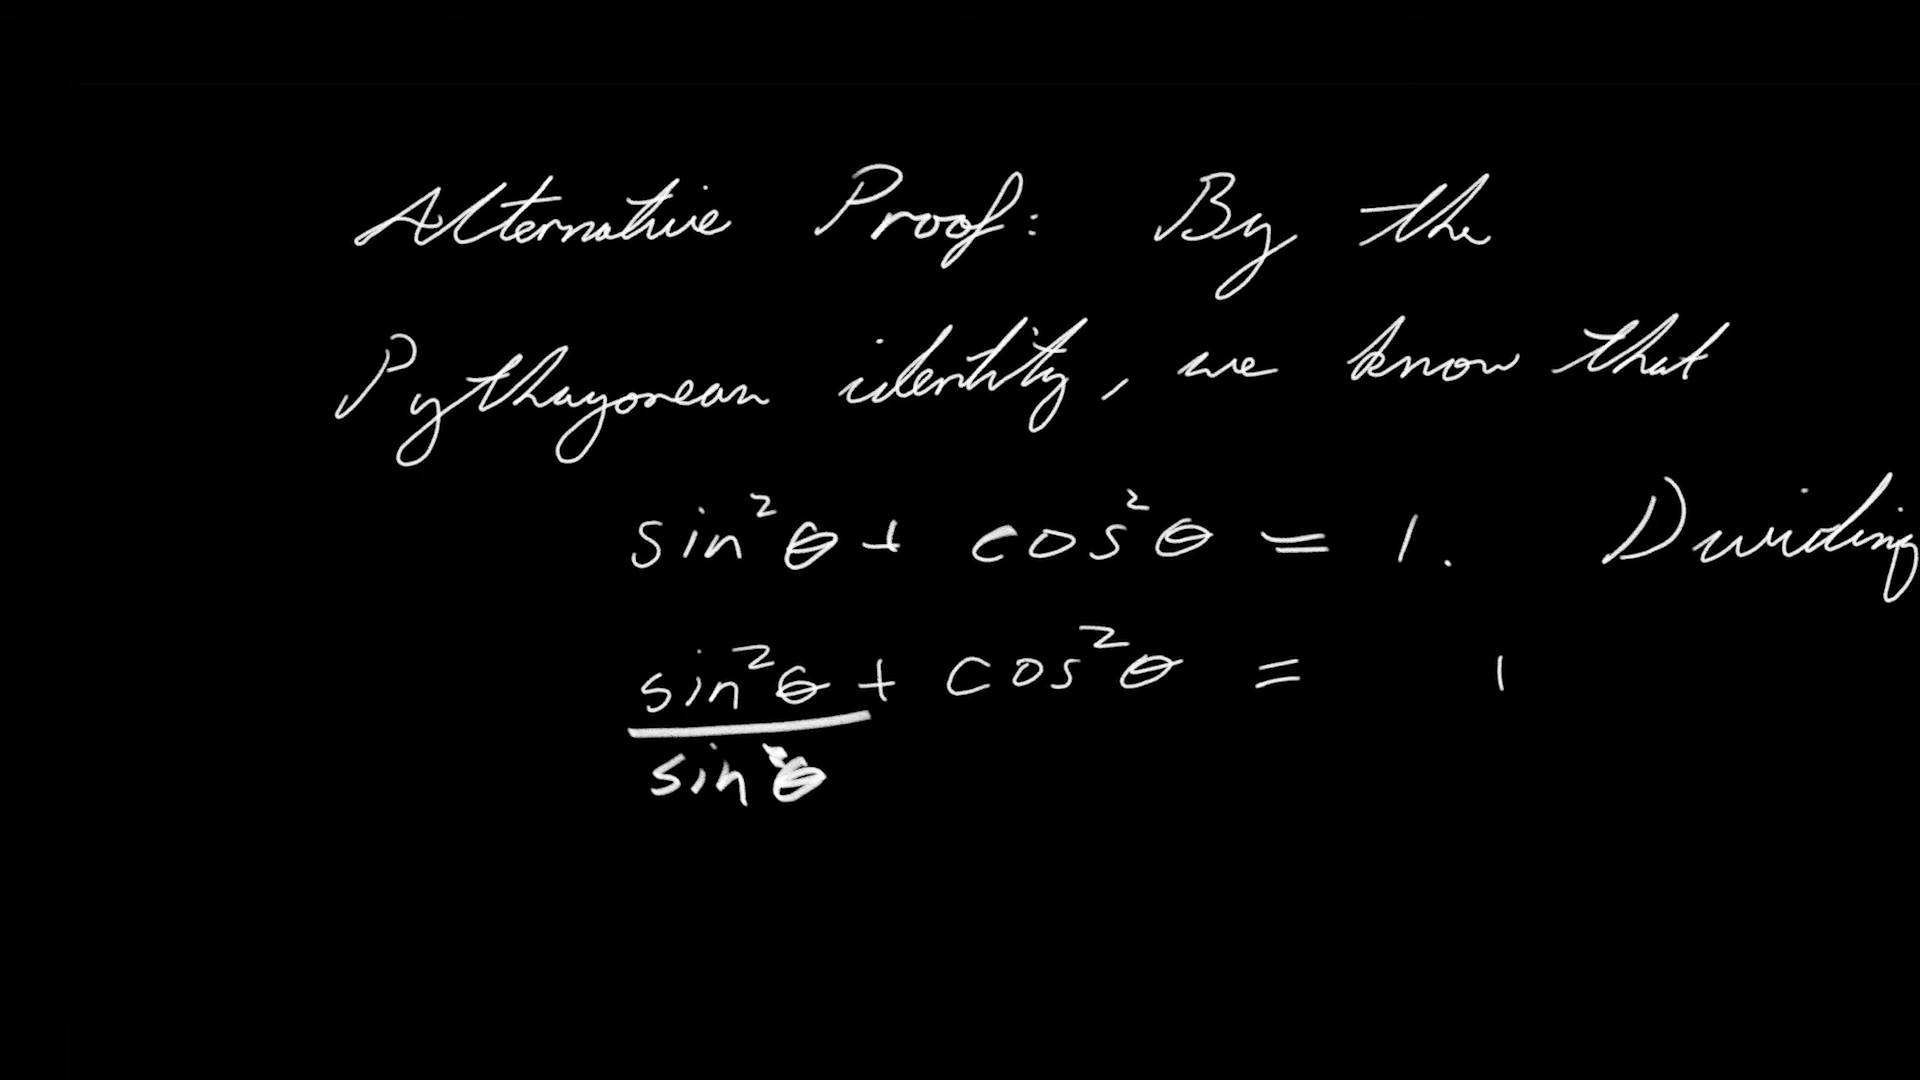 Alternative Proof: By the
Pythagorean identity, we know that
sin²θ + cos²θ = 1. Dividing
sin²θ + cos²θ = 1
sin²θ